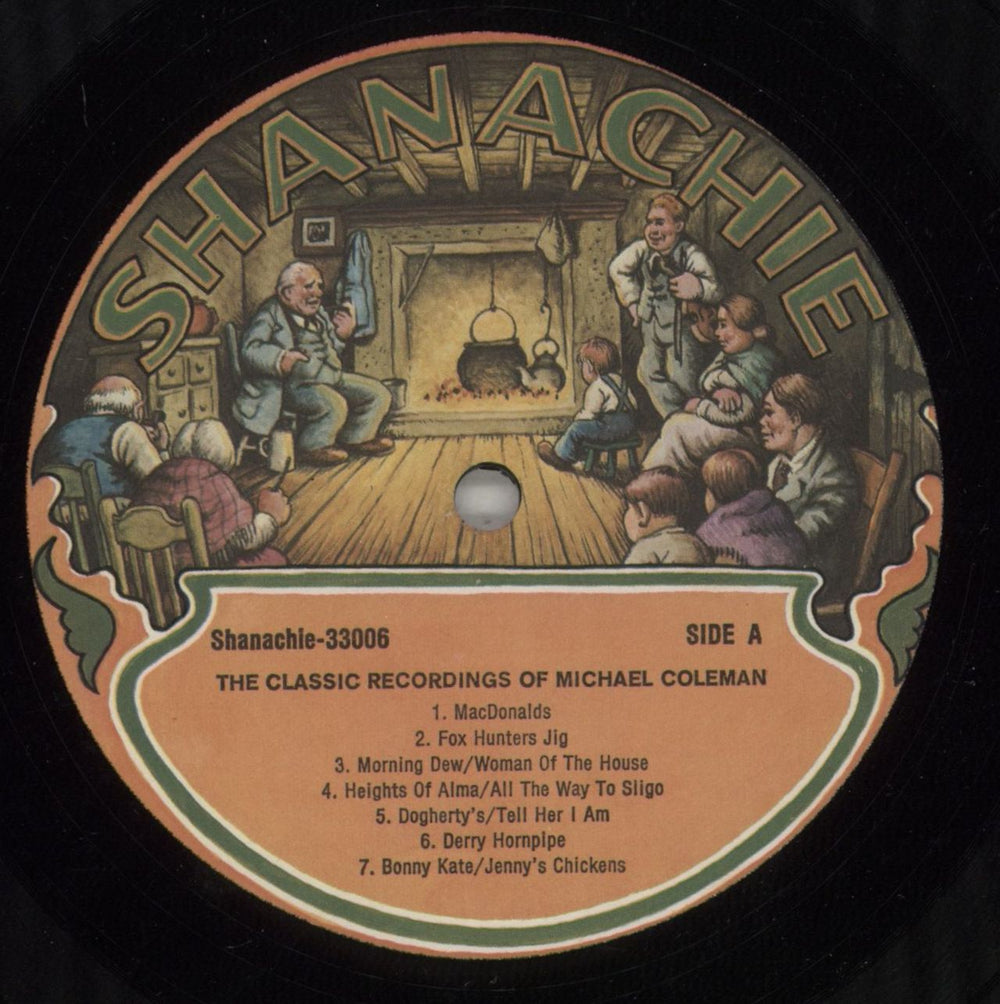 SHANACHIE
Shanachie-33006
SIDE A
THE CLASSIC RECORDINGS OF MICHAEL COLEMAN
1. MacDonalds
2. Fox Hunters Jig
3. Morning Dew/Woman Of The House
4. Heights Of Alma/All The Way To Sligo
5. Dogherty's/Tell Her I Am
6. Derry Hornpipe
7. Bonny Kate/Jenny's Chickens